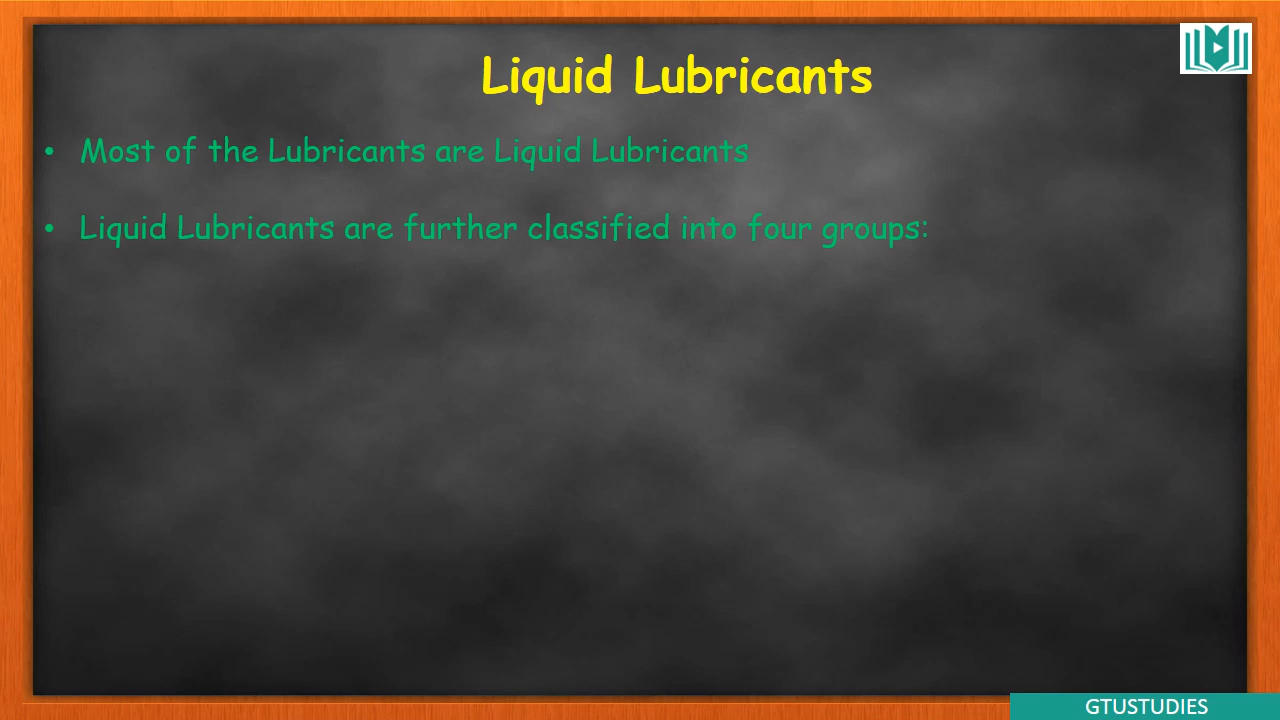 Liquid Lubricants
• Most of the Lubricants are Liquid Lubricants
• Liquid Lubricants are further classified into four groups:
GTUSTUDIES